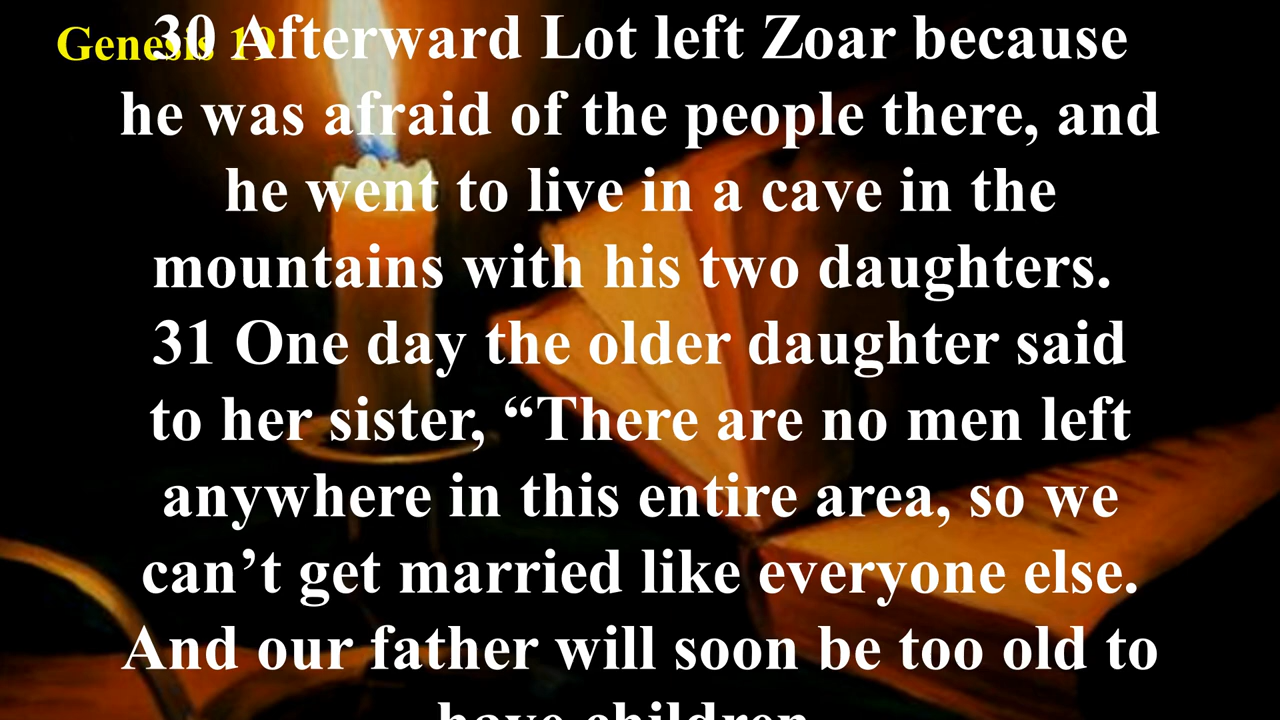 Genesis 19
30 Afterward Lot left Zoar because
he was afraid of the people there, and
he went to live in a cave in the
mountains with his two daughters.
31 One day the older daughter said
to her sister, “There are no men left
anywhere in this entire area, so we
can’t get married like everyone else.
And our father will soon be too old to
have children.